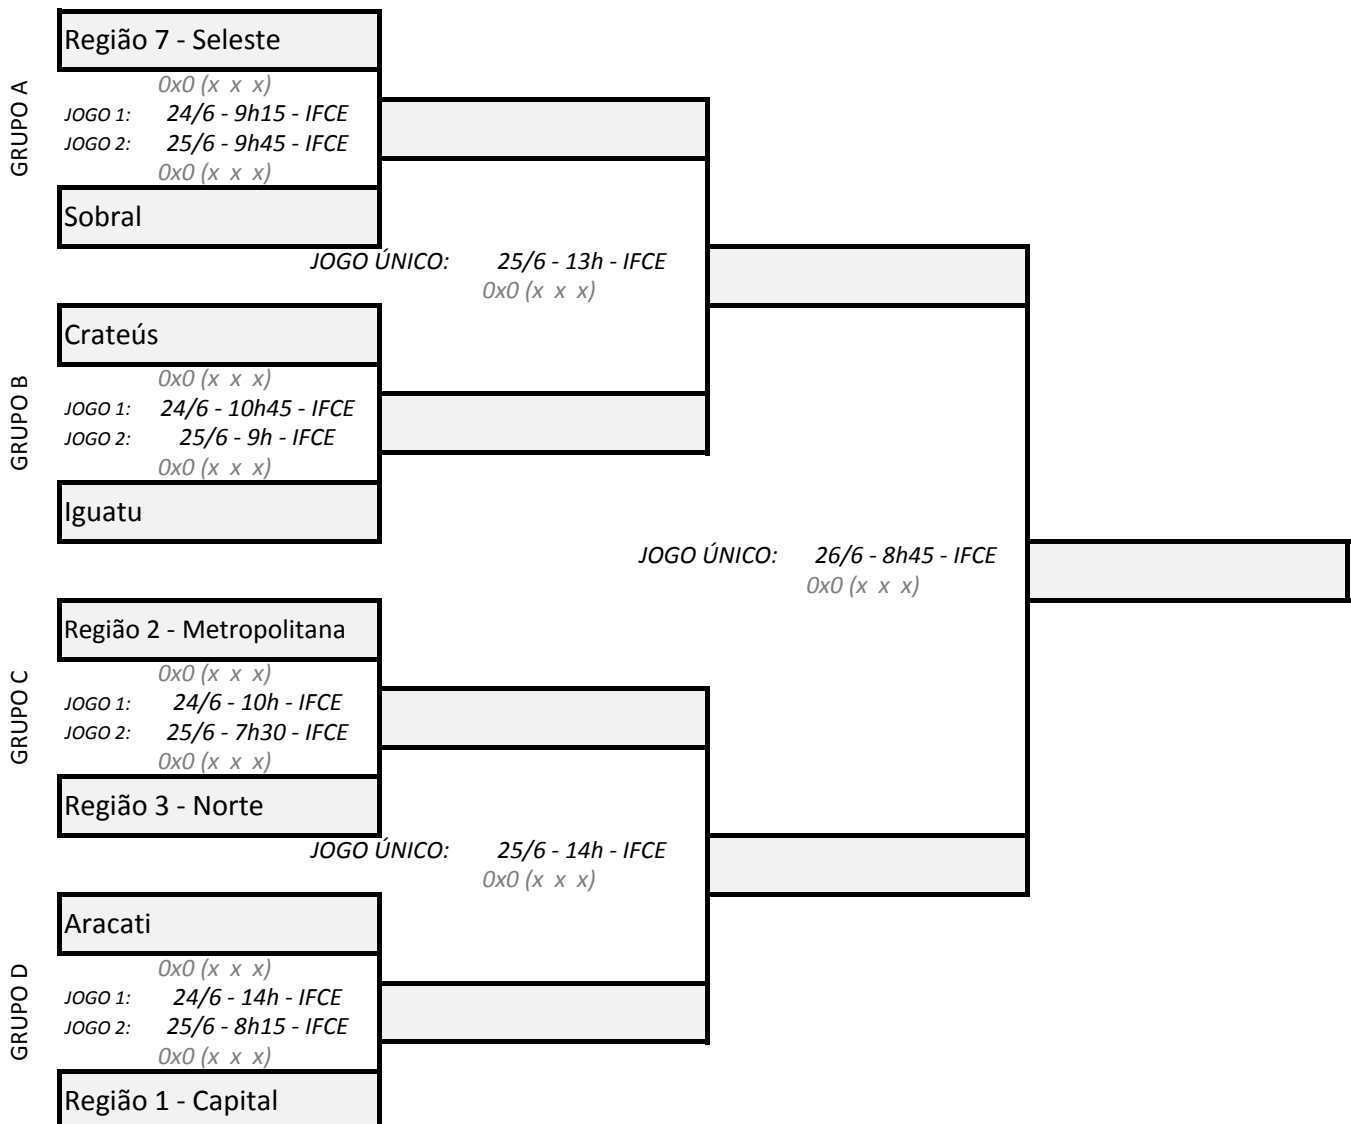 GRUPO A
Região 7 - Seleste
0x0 (x x x)
JOGO 1: 24/6 - 9h15 - IFCE
JOGO 2: 25/6 - 9h45 - IFCE
0x0 (x x x)
Sobral
JOGO ÚNICO: 25/6 - 13h - IFCE
0x0 (x x x)
GRUPO B
Crateús
0x0 (x x x)
JOGO 1: 24/6 - 10h45 - IFCE
JOGO 2: 25/6 - 9h - IFCE
0x0 (x x x)
Iguatu
JOGO ÚNICO: 26/6 - 8h45 - IFCE
0x0 (x x x)
GRUPO C
Região 2 - Metropolitana
0x0 (x x x)
JOGO 1: 24/6 - 10h - IFCE
JOGO 2: 25/6 - 7h30 - IFCE
0x0 (x x x)
Região 3 - Norte
JOGO ÚNICO: 25/6 - 14h - IFCE
0x0 (x x x)
GRUPO D
Aracati
0x0 (x x x)
JOGO 1: 24/6 - 14h - IFCE
JOGO 2: 25/6 - 8h15 - IFCE
0x0 (x x x)
Região 1 - Capital